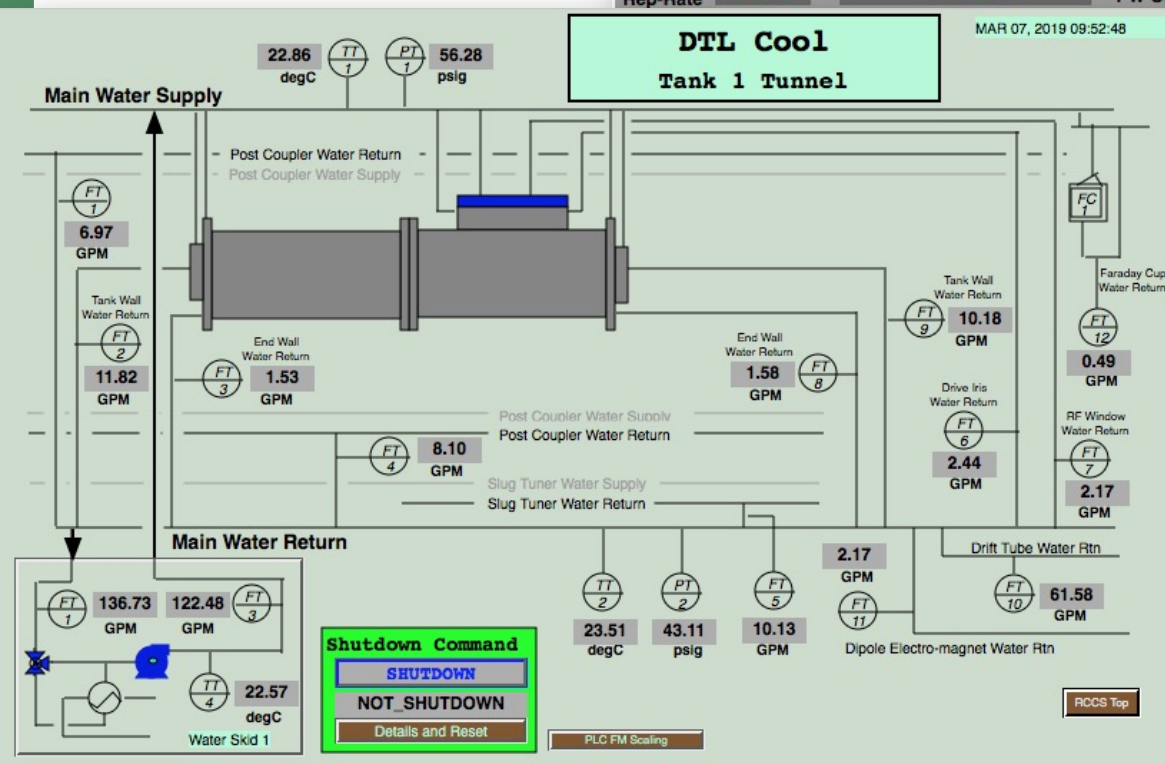 Rep-Rate
MAR 07, 2019 09:52:48
DTL Cool
Tank 1 Tunnel
22.86
degC
TT
1
PT
1
56.28
psig
Main Water Supply
Post Coupler Water Return
Post Coupler Water Supply
FT
1
6.97
GPM
FC
1
Tank Wall
Water Return
FT
2
11.82
GPM
End Wall
Water Return
FT
3
1.53
GPM
End Wall
Water Return
1.58
GPM
FT
8
Tank Wall
Water Return
FT
9
10.18
GPM
Faraday Cup
Water Return
FT
12
0.49
GPM
Drive Iris
Water Return
FT
6
2.44
GPM
RF Window
Water Return
FT
7
2.17
GPM
Post Coupler Water Supply
Post Coupler Water Return
FT
4
8.10
GPM
Slug Tuner Water Supply
Slug Tuner Water Return
Main Water Return
FT
1
136.73
GPM
122.48
GPM
FT
3
TT
4
22.57
degC
Water Skid 1
Shutdown Command
SHUTDOWN
NOT_SHUTDOWN
Details and Reset
PLC FM Scaling
TT
2
23.51
degC
PT
2
43.11
psig
FT
5
10.13
GPM
2.17
GPM
FT
11
Drift Tube Water Rtn
FT
10
61.58
GPM
Dipole Electro-magnet Water Rtn
RCCS Top